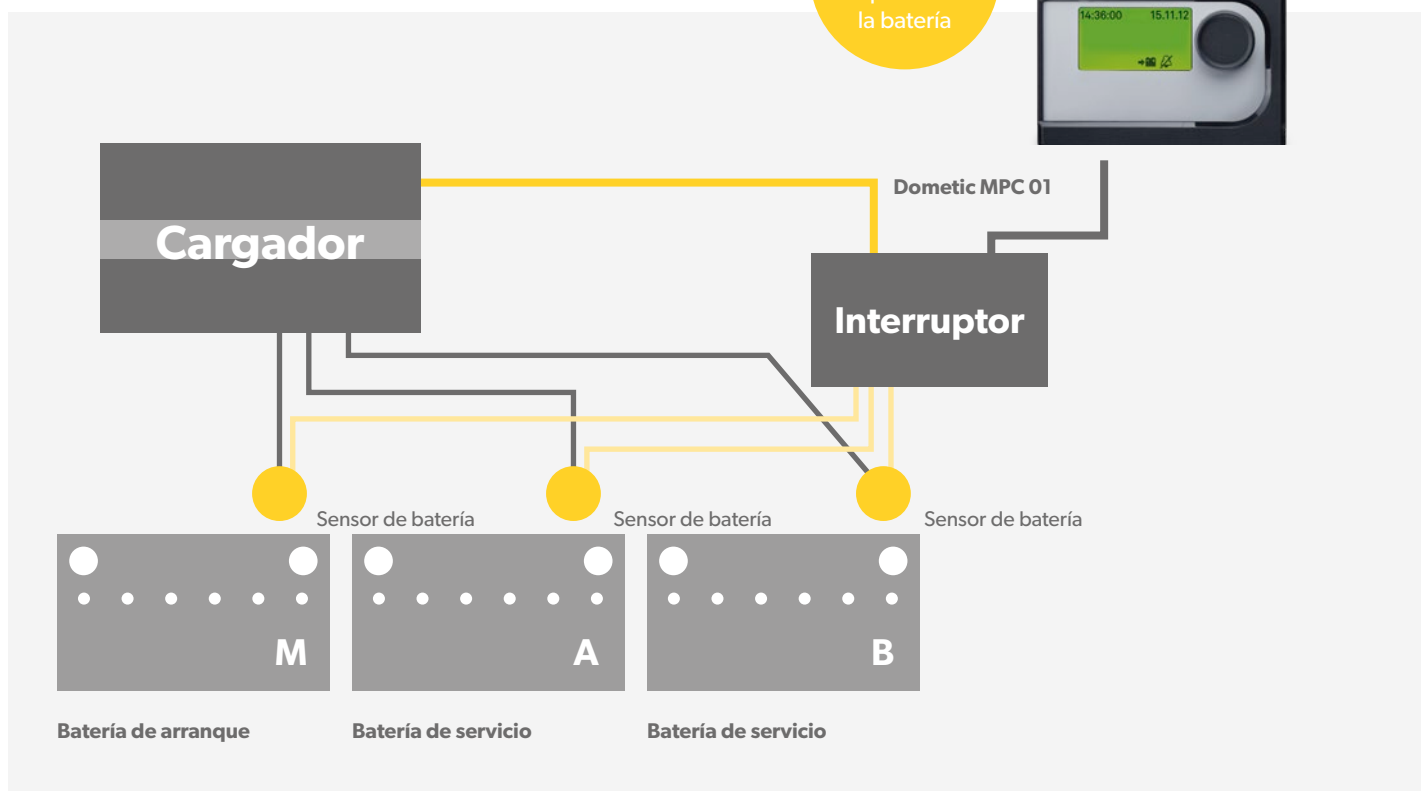 la batería
14:36:00 15.11.12
Dometic MPC 01
Cargador
Interruptor
Sensor de batería
Sensor de batería
Sensor de batería
M
A
B
Batería de arranque
Batería de servicio
Batería de servicio